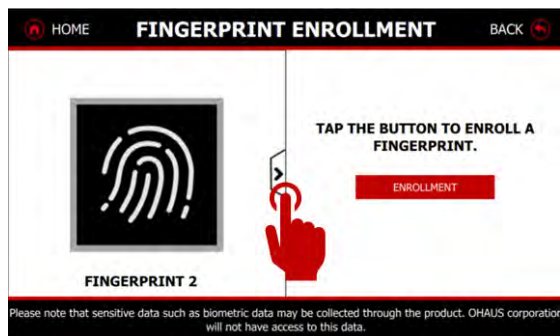 HOME
FINGERPRINT ENROLLMENT
BACK
TAP THE BUTTON TO ENROLL A
FINGERPRINT.
ENROLLMENT
FINGERPRINT 2
Please note that sensitive data such as biometric data may be collected through the product. OHAUS corporation
will not have access to this data.